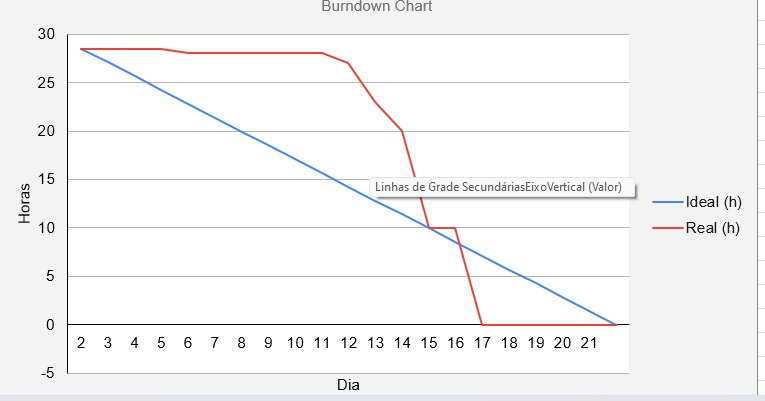 Burndown Chart
30
25
20
15
10
5
0
-5
Horas
Linhas de Grade SecundáriasEixoVertical (Valor)
Ideal (h)
Real (h)
2 3 4 5 6 7 8 9 10 11 12 13 14 15 16 17 18 19 20 21
Dia